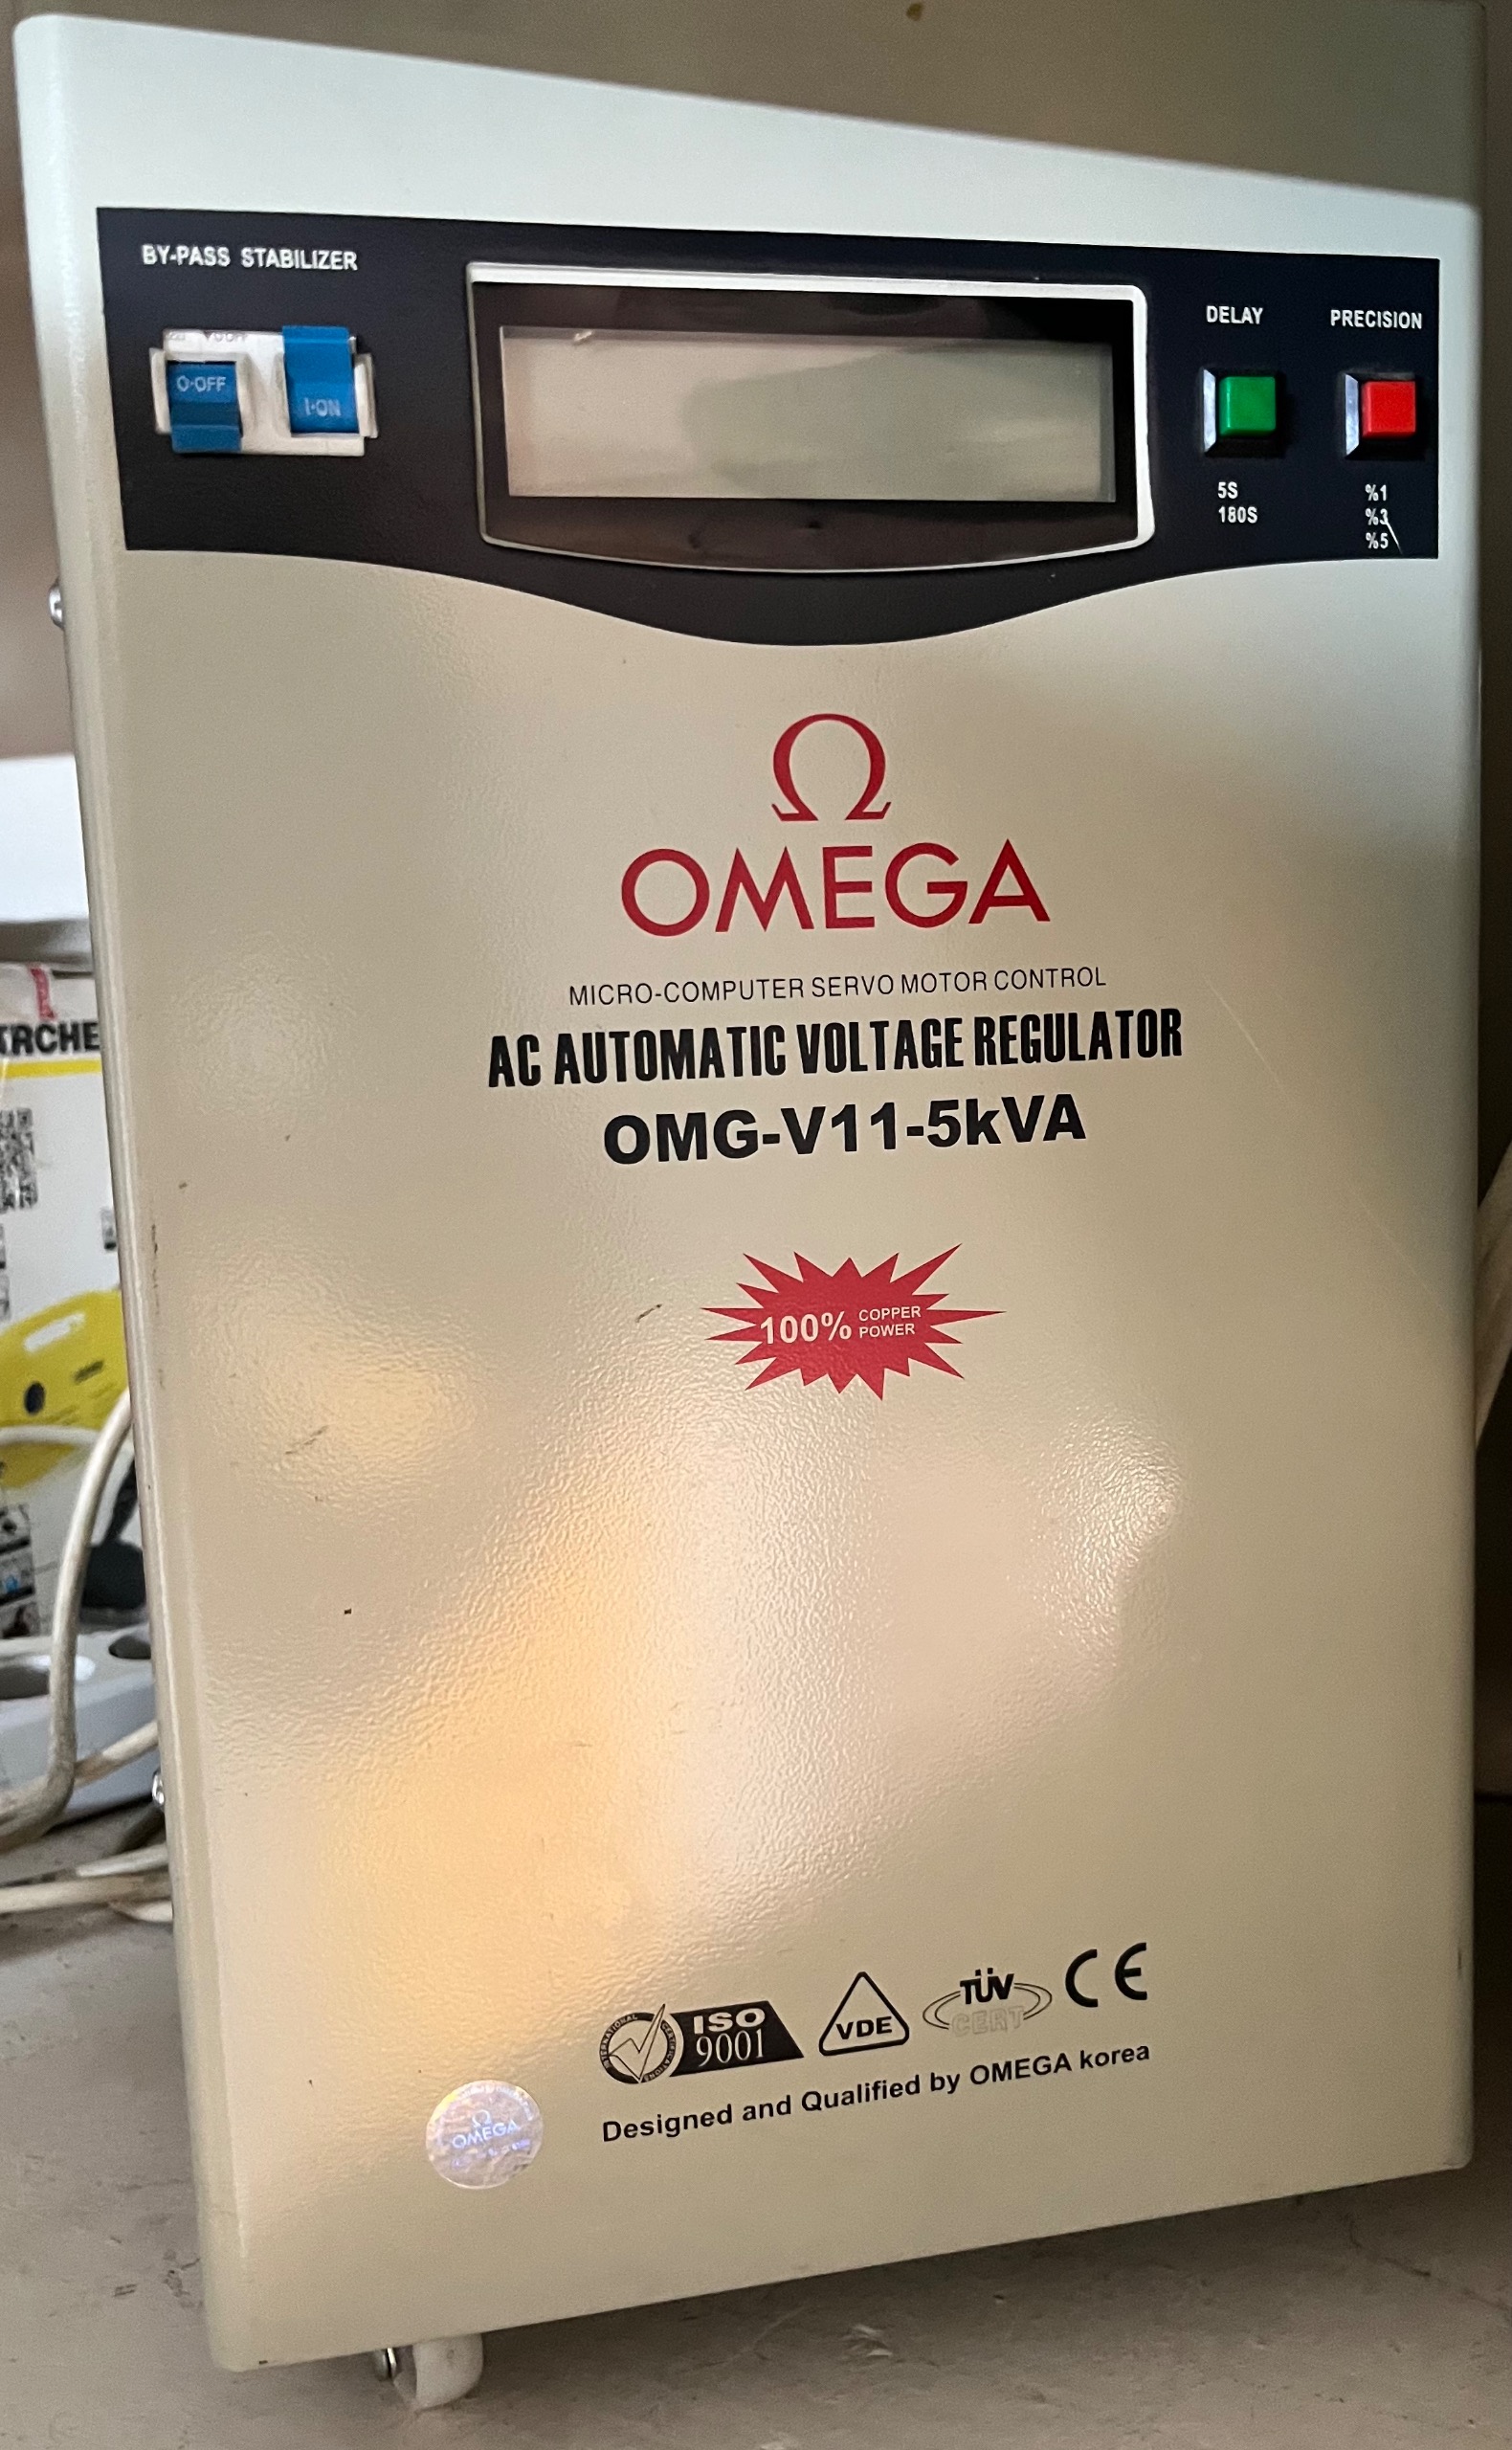 BY-PASS STABILIZER
O-OFF
I-ON
DELAY
5S
180S
PRECISION
%1
%3
%5
Ω
OMEGA
MICRO-COMPUTER SERVO MOTOR CONTROL
AC AUTOMATIC VOLTAGE REGULATOR
OMG-V11-5kVA
100% COPPER
POWER
ISO
9001
VDE
TÜV
CERT
CE
Designed and Qualified by OMEGA korea
Ω
OMEGA